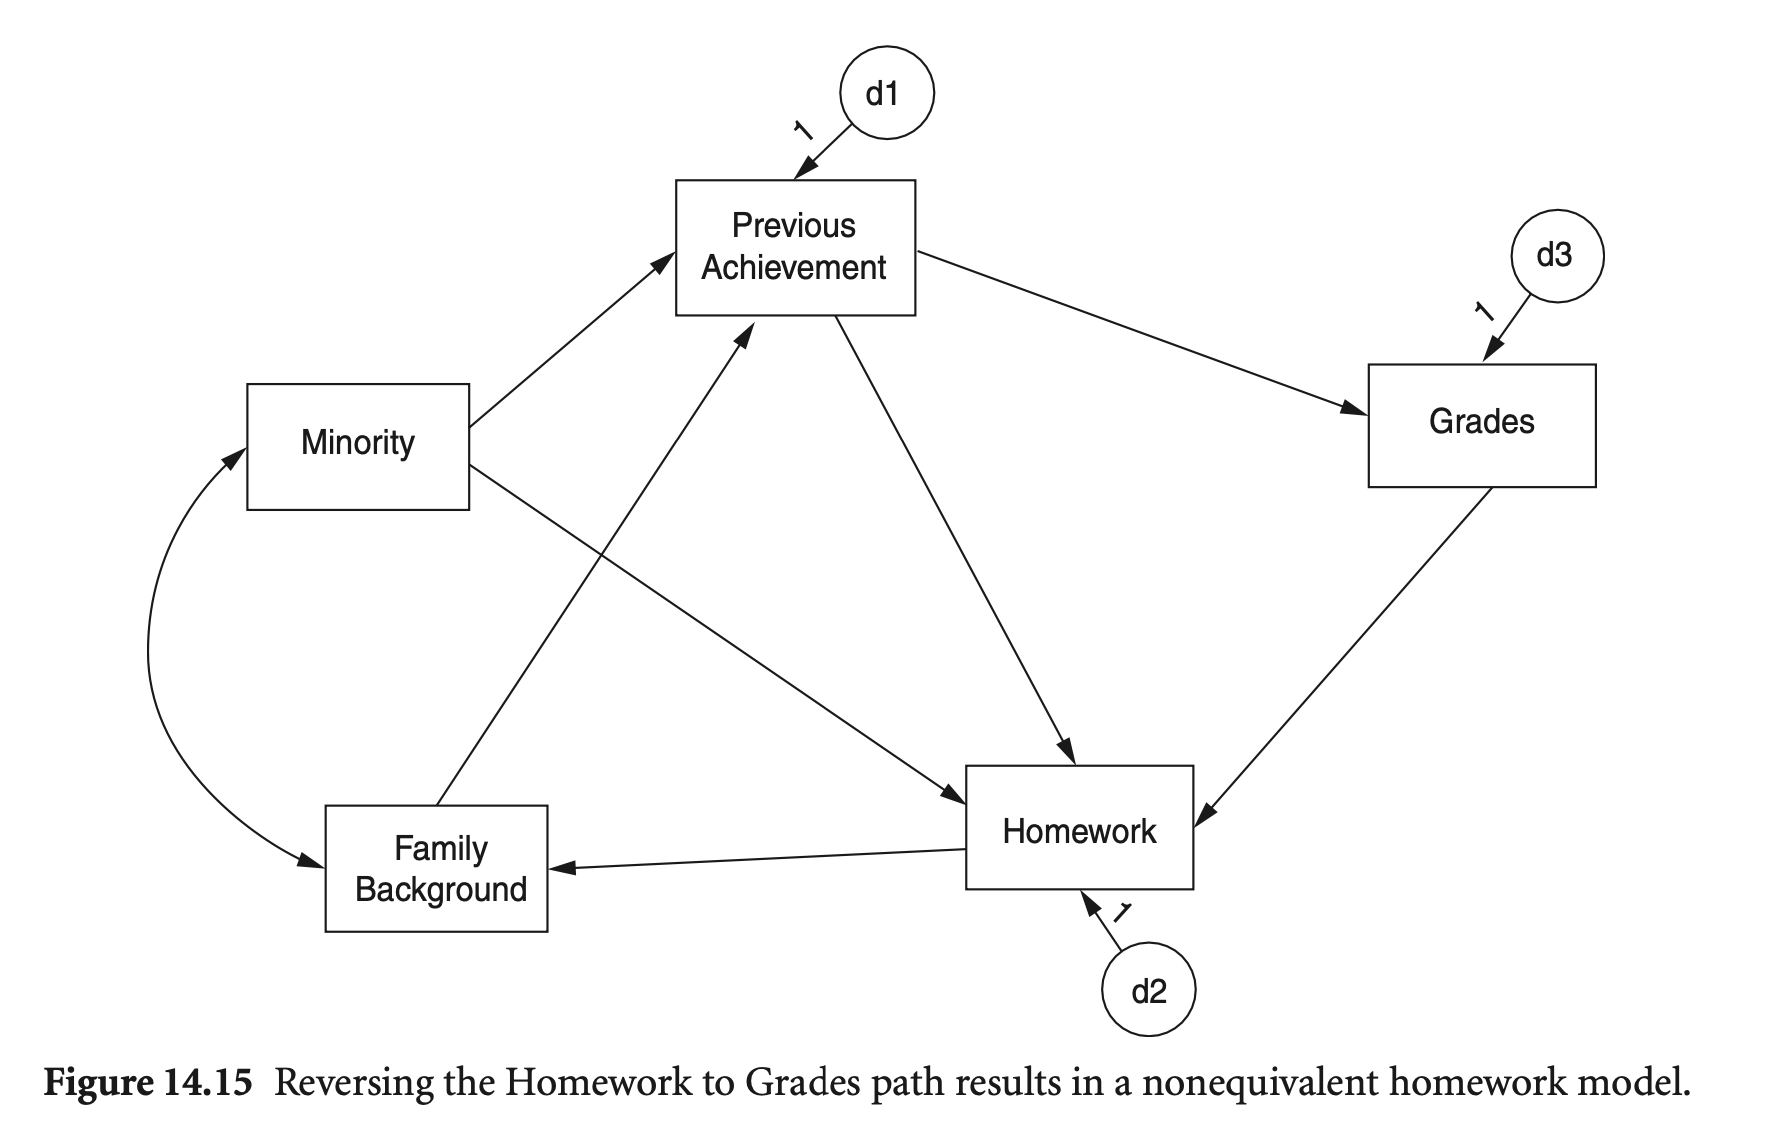 d1
1
Previous
Achievement
d3
1
Grades
Minority
Family
Background
Homework
1
d2
Figure 14.15 Reversing the Homework to Grades path results in a nonequivalent homework model.